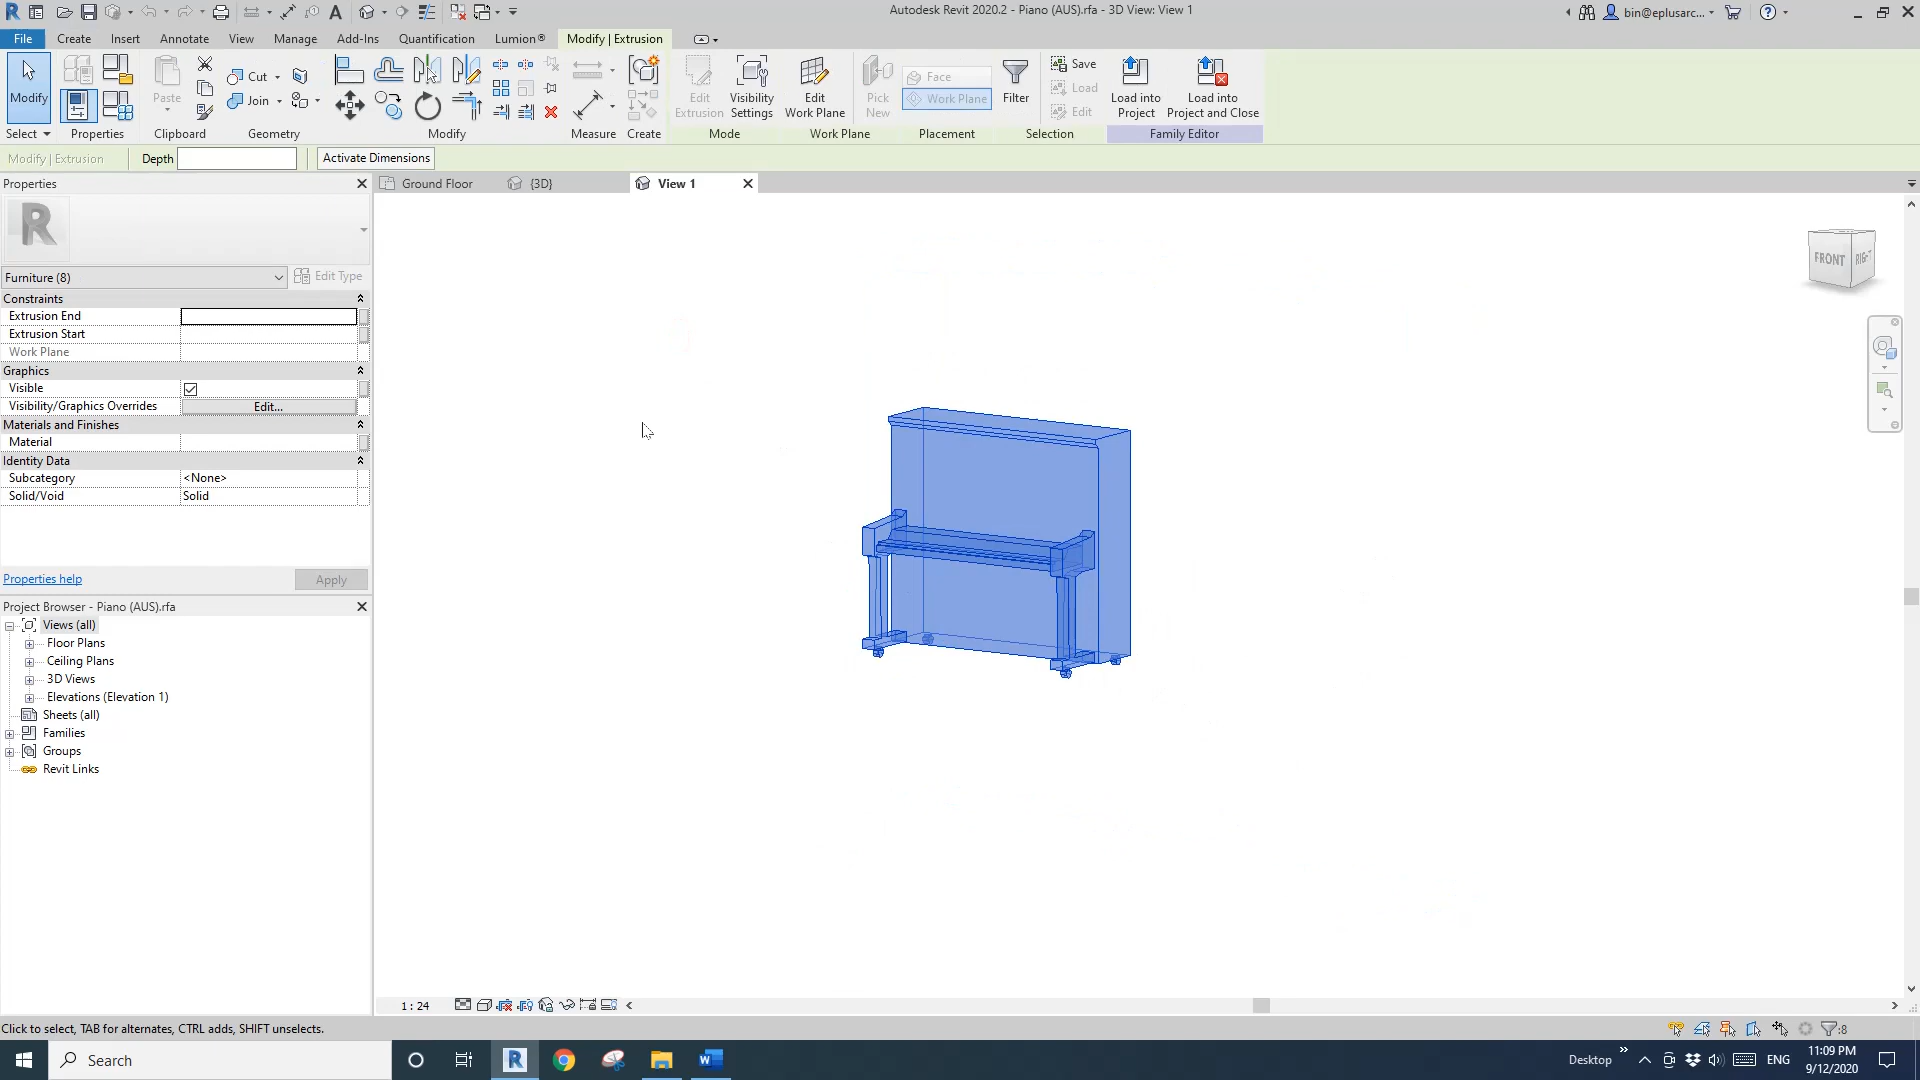 Autodesk Revit 2020.2 - Piano (AUS).rfa - 3D View: View 1
bin@eplusarc...
File Create Insert Annotate View Manage Add-Ins Quantification Lumion® Modify | Extrusion
Modify
Paste
Cut
Join
Edit Extrusion
Visibility Settings
Edit Work Plane
Pick New
Face
Work Plane
Filter
Save
Load
Edit
Load into Project
Load into Project and Close
Select Properties Clipboard Geometry Modify Measure Create Mode Work Plane Placement Selection Family Editor
Modify | Extrusion Depth Activate Dimensions
Properties
Ground Floor {3D} View 1
R
Furniture (8) Edit Type
Constraints
Extrusion End
Extrusion Start
Work Plane
Graphics
Visible
Visibility/Graphics Overrides Edit...
Materials and Finishes
Material
Identity Data
Subcategory <None>
Solid/Void Solid
Properties help Apply
FRONT
Project Browser - Piano (AUS).rfa
Views (all)
Floor Plans
Ceiling Plans
3D Views
Elevations (Elevation 1)
Sheets (all)
Families
Groups
Revit Links
1 : 24
Click to select, TAB for alternates, CTRL adds, SHIFT unselects.
:8
Search
Desktop
ENG
11:09 PM
9/12/2020